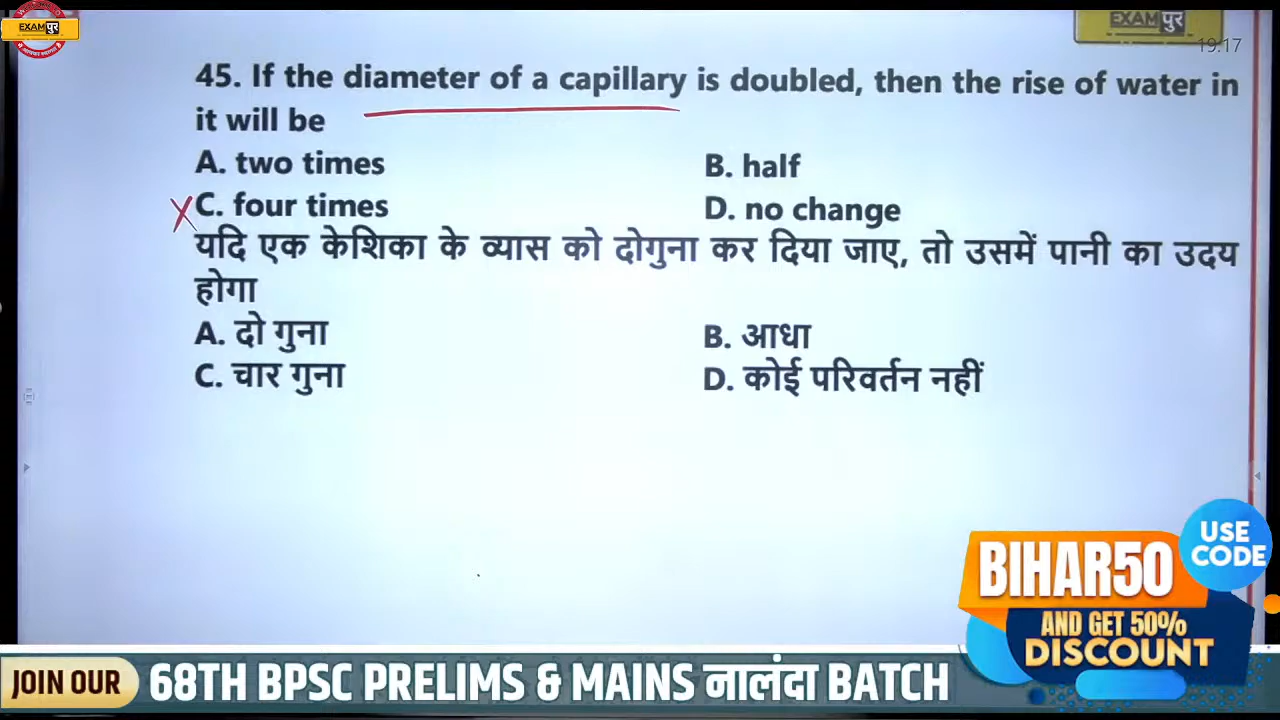 EXAM पुर
EXAM पुर
19:17
45. If the diameter of a capillary is doubled, then the rise of water in
it will be
A. two times
B. half
X C. four times
D. no change
यदि एक केशिका के व्यास को दोगुना कर दिया जाए, तो उसमें पानी का उदय
होगा
A. दो गुना
B. आधा
C. चार गुना
D. कोई परिवर्तन नहीं
USE
CODE
BIHAR50
AND GET 50%
DISCOUNT
JOIN OUR
68TH BPSC PRELIMS & MAINS नालंदा BATCH